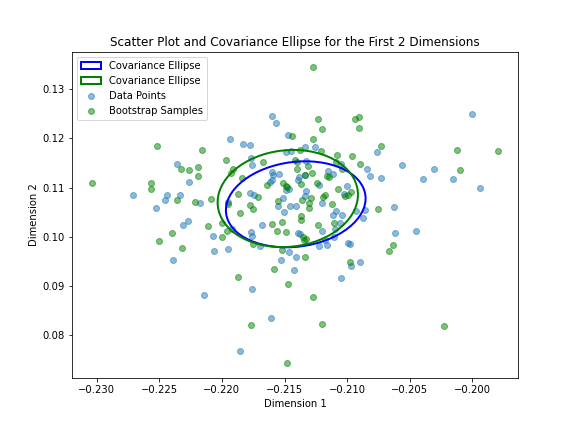 Scatter Plot and Covariance Ellipse for the First 2 Dimensions
Covariance Ellipse
Covariance Ellipse
Data Points
Bootstrap Samples
0.13
0.12
0.11
0.10
0.09
0.08
Dimension 2
−0.230
−0.225
−0.220
−0.215
−0.210
−0.205
−0.200
Dimension 1